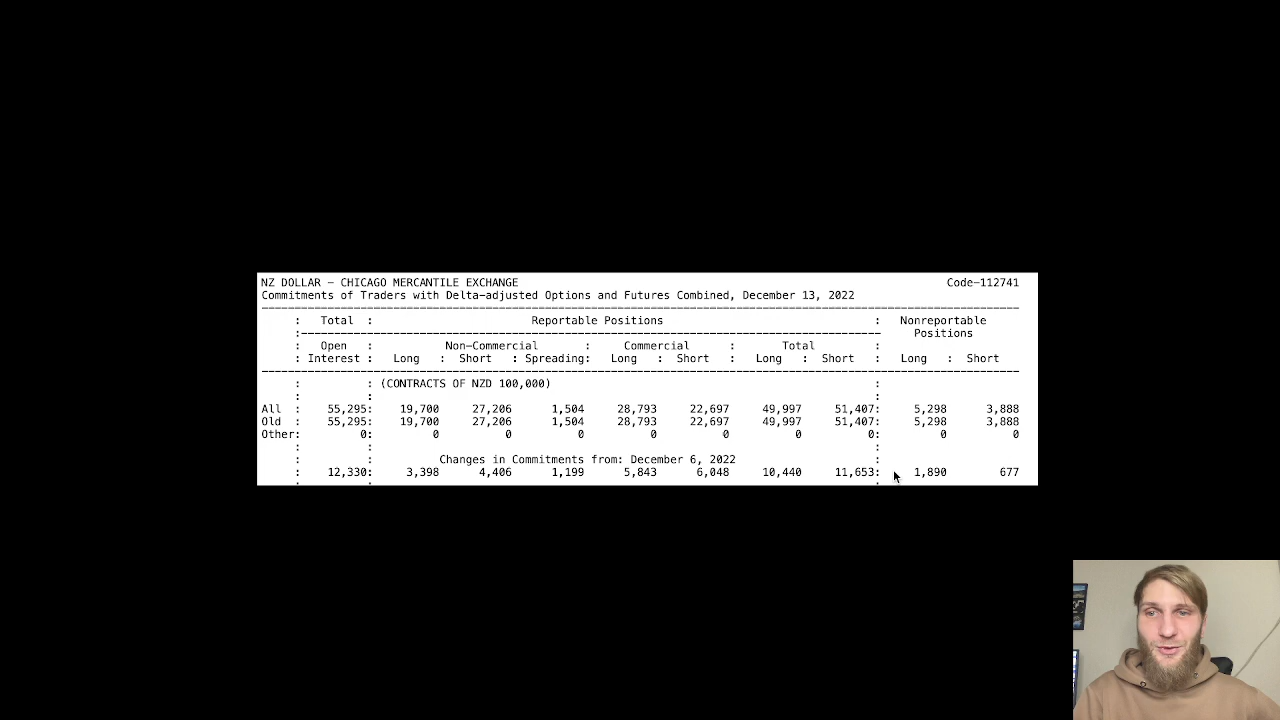 NZ DOLLAR - CHICAGO MERCANTILE EXCHANGE Code-112741
Commitments of Traders with Delta-adjusted Options and Futures Combined, December 13, 2022
: Total : Reportable Positions : Nonreportable
: Positions
: Open : Non-Commercial : Commercial : Total :
: Interest : Long : Short : Spreading: Long : Short : Long : Short : Long : Short
: : (CONTRACTS OF NZD 100,000) :
: : :
All : 55,295: 19,700 27,206 1,504 28,793 22,697 49,997 51,407: 5,298 3,888
Old : 55,295: 19,700 27,206 1,504 28,793 22,697 49,997 51,407: 5,298 3,888
Other: 0: 0 0 0 0 0 0 0: 0 0
: : :
: : Changes in Commitments from: December 6, 2022 :
: 12,330: 3,398 4,406 1,199 5,843 6,048 10,440 11,653: 1,890 677